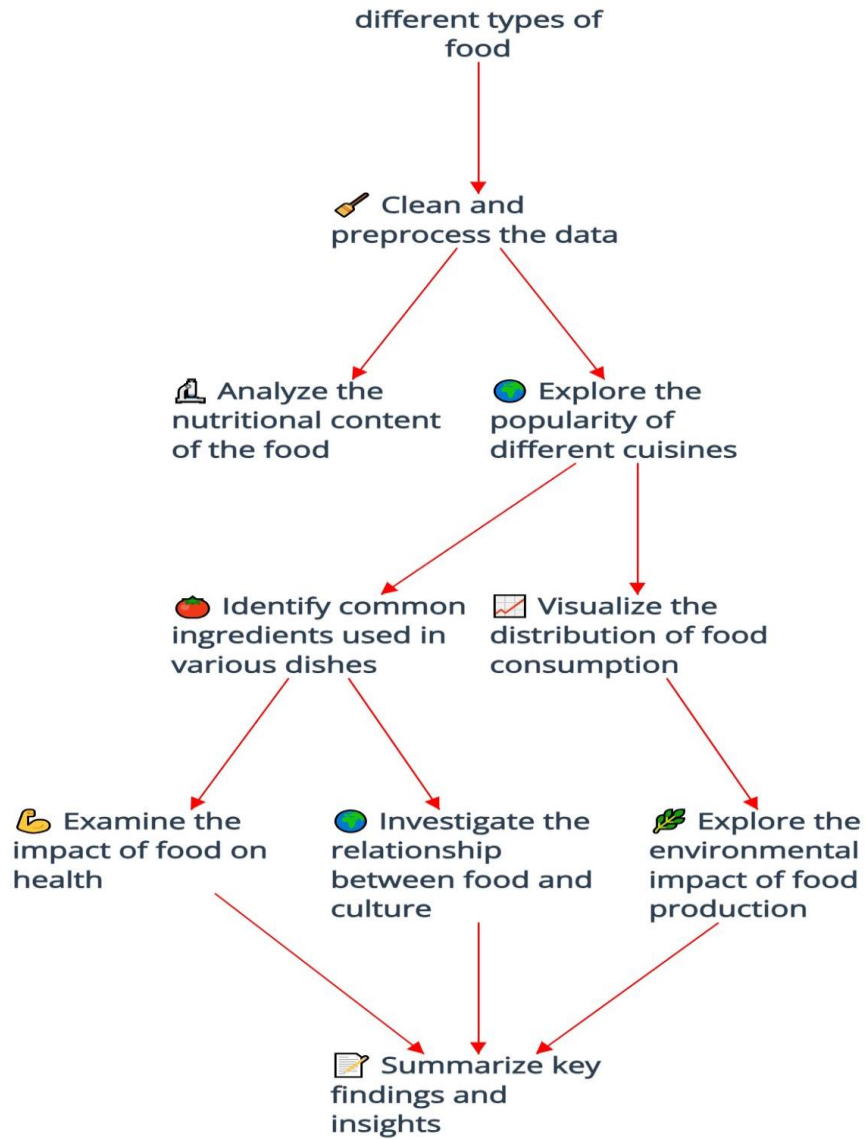 different types of
food
Clean and
preprocess the data
Analyze the
nutritional content
of the food
Explore the
popularity of
different cuisines
Identify common
ingredients used in
various dishes
Visualize the
distribution of food
consumption
Examine the
impact of food on
health
Investigate the
relationship
between food and
culture
Explore the
environmental
impact of food
production
Summarize key
findings and
insights